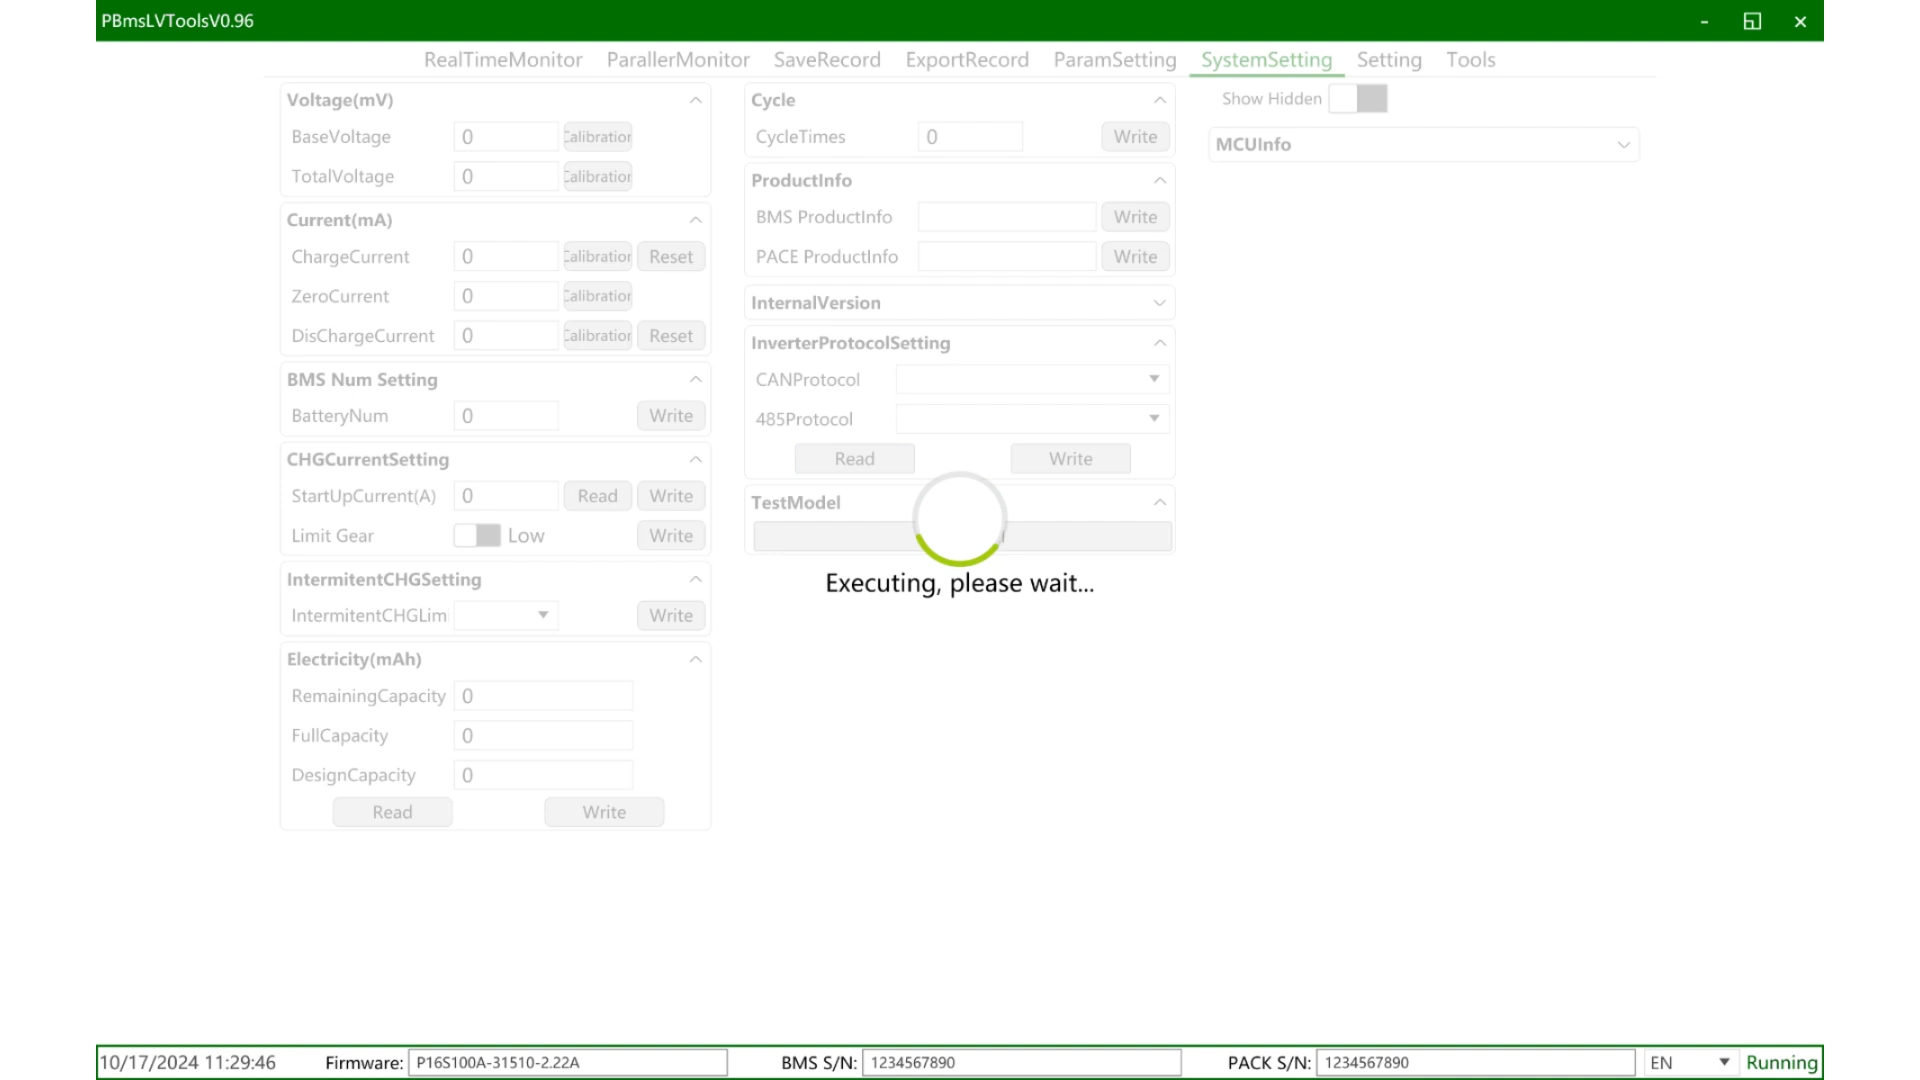 PBmsLVToolsV0.96
RealTimeMonitor ParallerMonitor SaveRecord ExportRecord ParamSetting SystemSetting Setting Tools
Voltage(mV)
BaseVoltage 0 Calibration
TotalVoltage 0 Calibration
Current(mA)
ChargeCurrent 0 Calibration Reset
ZeroCurrent 0 Calibration
DisChargeCurrent 0 Calibration Reset
BMS Num Setting
BatteryNum 0 Write
CHGCurrentSetting
StartUpCurrent(A) 0 Read Write
Limit Gear Low Write
IntermitentCHGSetting
IntermitentCHGLimi Write
Electricity(mAh)
RemainingCapacity 0
FullCapacity 0
DesignCapacity 0
Read Write
Cycle
CycleTimes 0 Write
ProductInfo
BMS ProductInfo Write
PACE ProductInfo Write
InternalVersion
InverterProtocolSetting
CANProtocol
485Protocol
Read Write
TestModel
Executing, please wait...
Show Hidden
MCUInfo
10/17/2024 11:29:46 Firmware: P16S100A-31510-2.22A BMS S/N: 1234567890 PACK S/N: 1234567890 EN Running